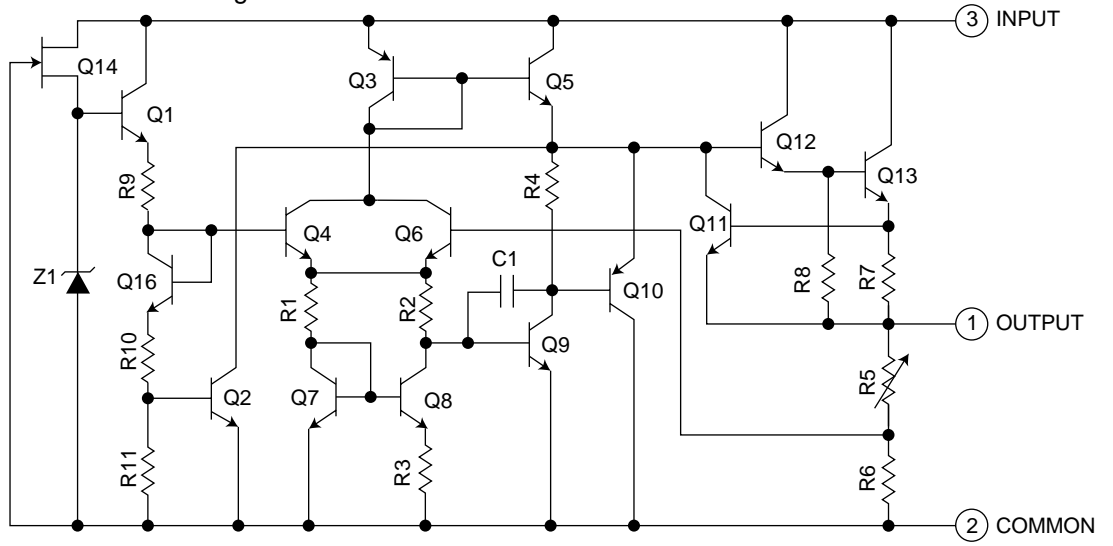 3 INPUT
Q14
Q3
Q5
Q1
Q12
R9
R4
Q13
Q4
Q6
Q11
C1
Z1
Q16
R8
R7
R1
R2
Q10
1 OUTPUT
R10
Q9
R5
Q2
Q7
Q8
R11
R3
R6
2 COMMON